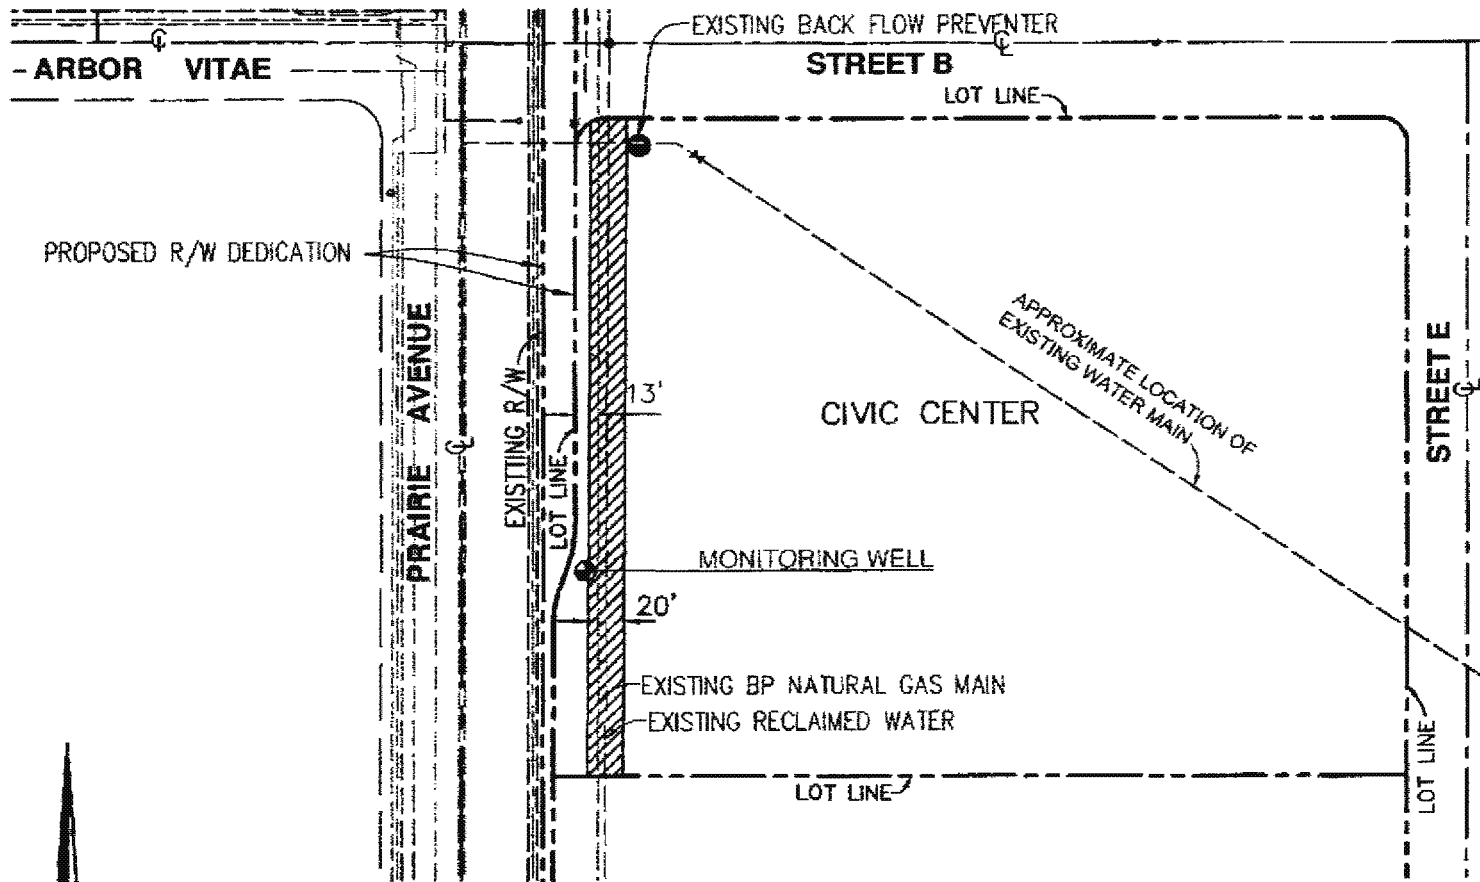 EXISTING BACK FLOW PREVENTER
ARBOR VITAE
STREET B
LOT LINE
PROPOSED R/W DEDICATION
PRAIRIE AVENUE
EXISTTING R/W
LOT LINE
13'
CIVIC CENTER
APPROXIMATE LOCATION OF
EXISTING WATER MAIN
STREET E
MONITORING WELL
20'
EXISTING BP NATURAL GAS MAIN
EXISTING RECLAIMED WATER
LOT LINE
LOT LINE